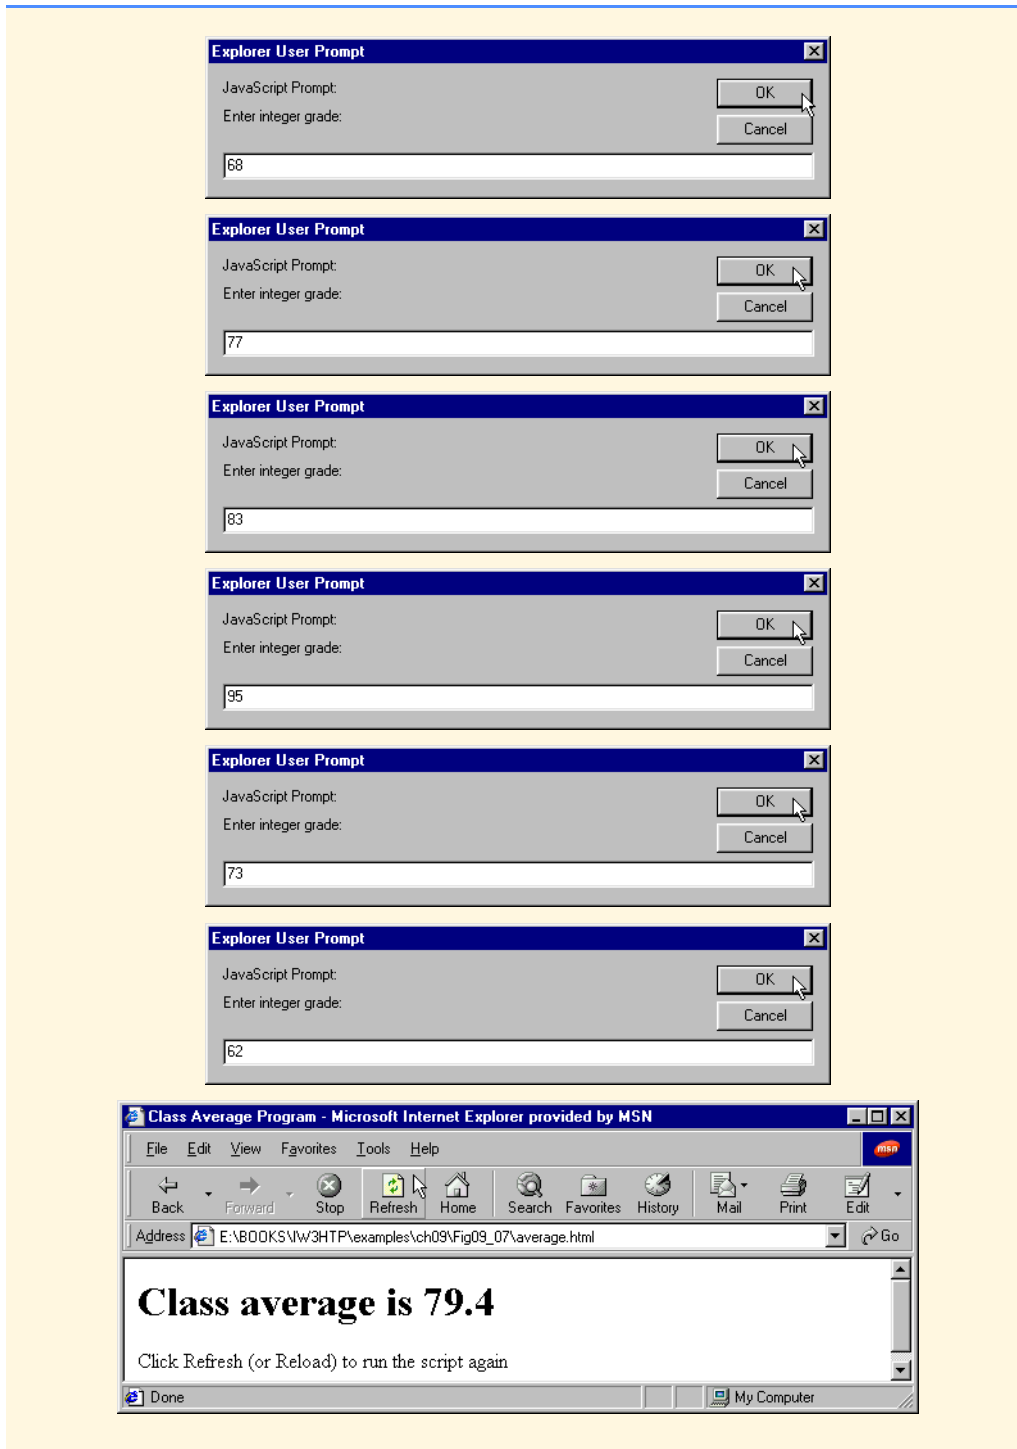 Explorer User Prompt
JavaScript Prompt:
OK
Enter integer grade:
Cancel
68
Explorer User Prompt
JavaScript Prompt:
OK
Enter integer grade:
Cancel
77
Explorer User Prompt
JavaScript Prompt:
OK
Enter integer grade:
Cancel
83
Explorer User Prompt
JavaScript Prompt:
OK
Enter integer grade:
Cancel
95
Explorer User Prompt
JavaScript Prompt:
OK
Enter integer grade:
Cancel
73
Explorer User Prompt
JavaScript Prompt:
OK
Enter integer grade:
Cancel
62
Class Average Program - Microsoft Internet Explorer provided by MSN
File Edit View Favorites Tools Help
msn
Back Forward Stop Refresh Home Search Favorites History Mail Print Edit
Address E:\BOOKS\IW3HTP\examples\ch09\Fig09_07\average.html Go
Class average is 79.4
Click Refresh (or Reload) to run the script again
Done My Computer